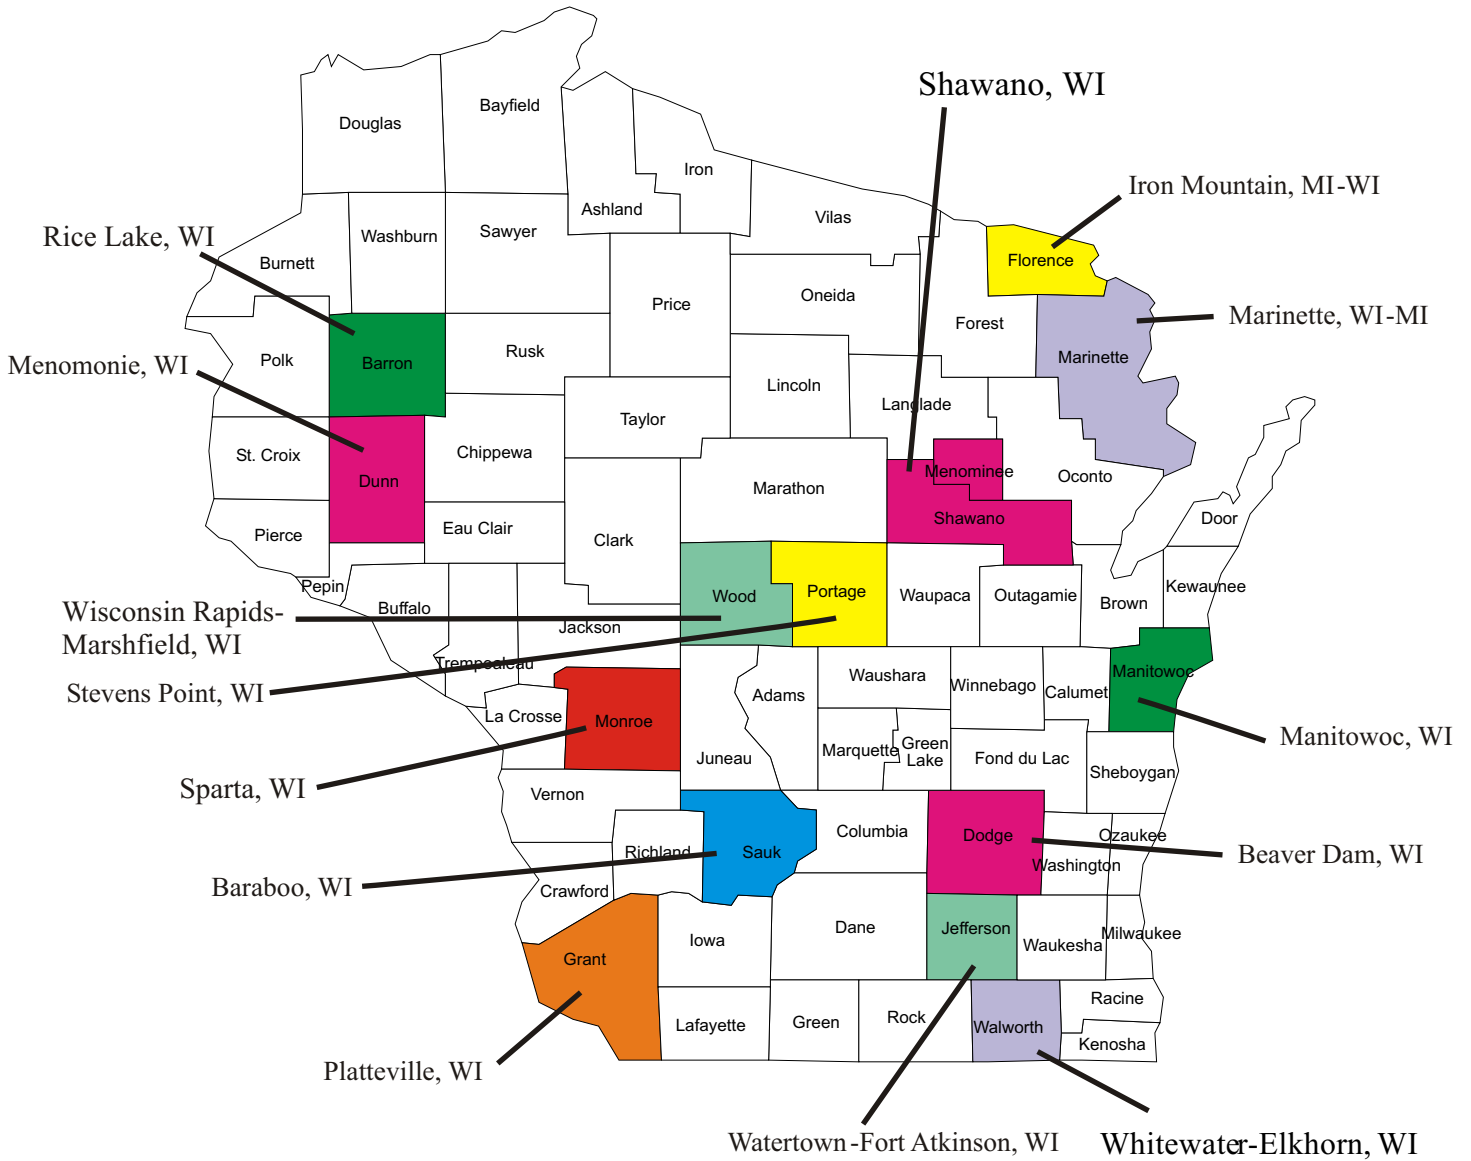 Shawano, WI
Bayfield
Douglas
Iron
Iron Mountain, MI-WI
Ashland
Vilas
Rice Lake, WI
Washburn
Sawyer
Burnett
Florence
Oneida
Price
Marinette, WI-MI
Forest
Polk
Menomonie, WI
Barron
Rusk
Marinette
Lincoln
Langlade
Taylor
St. Croix
Chippewa
Menominee
Oconto
Dunn
Marathon
Shawano
Door
Pierce
Eau Clair
Clark
Pepin
Kewaunee
Wisconsin Rapids-
Marshfield, WI
Buffalo
Wood
Portage
Waupaca
Outagamie
Brown
Jackson
Trempealeau
Stevens Point, WI
Manitowoc
Waushara
Winnebago
Calumet
Adams
La Crosse
Monroe
Manitowoc, WI
Juneau
Marquette
Green
Lake
Fond du Lac
Sheboygan
Sparta, WI
Vernon
Columbia
Dodge
Ozaukee
Richland
Sauk
Washington
Beaver Dam, WI
Baraboo, WI
Crawford
Dane
Jefferson
Milwaukee
Iowa
Waukesha
Grant
Racine
Lafayette
Green
Rock
Walworth
Kenosha
Platteville, WI
Watertown-Fort Atkinson, WI
Whitewater-Elkhorn, WI